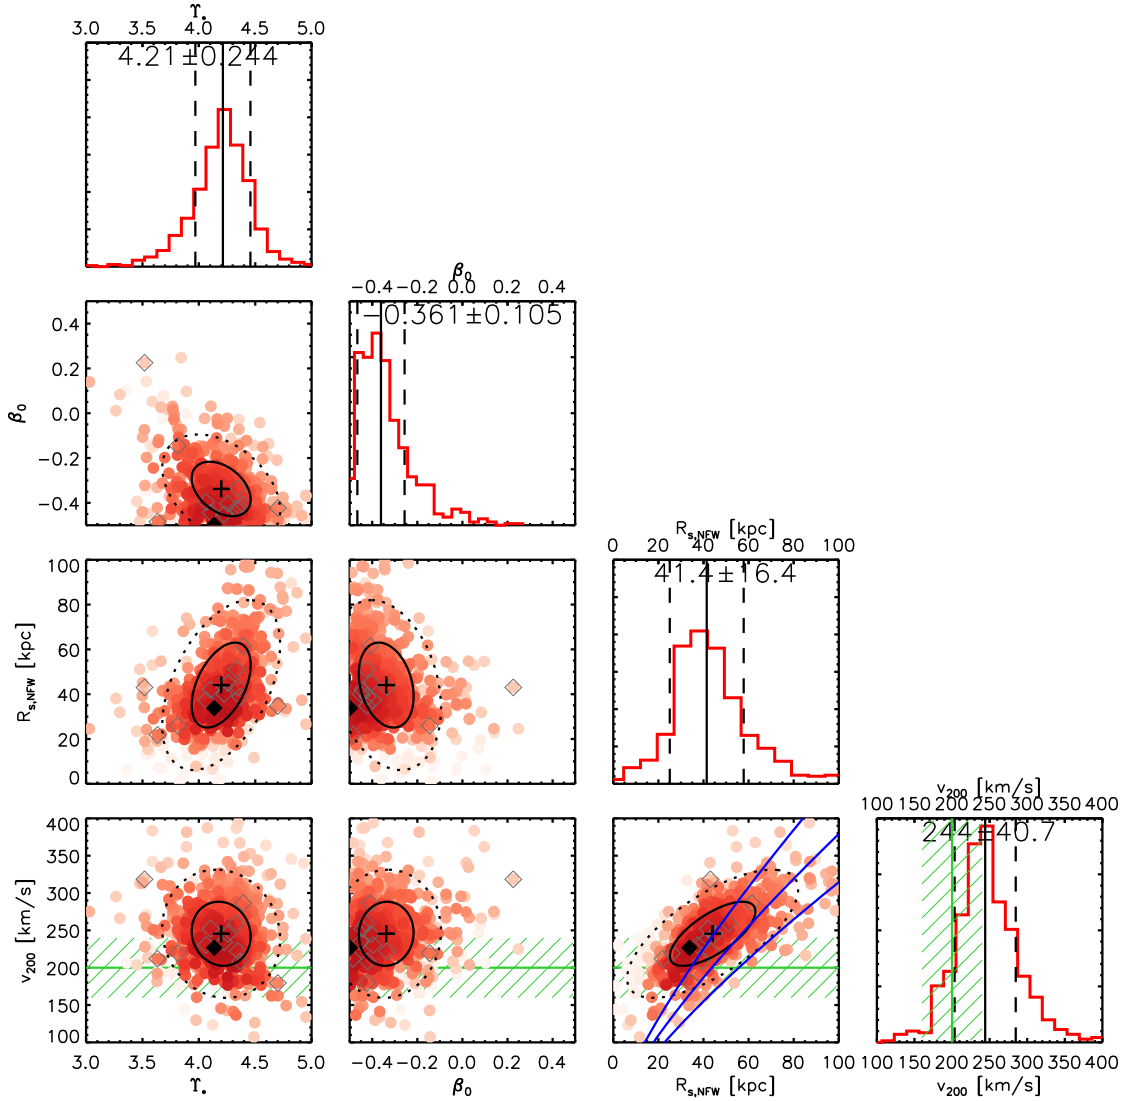 ϒ⋆
3.0 3.5 4.0 4.5 5.0
4.21±0.244
β₀
−0.4 −0.2 0.0 0.2 0.4
−0.361±0.105
0.4
0.2
0.0
−0.2
−0.4
β₀
R_s,NFW [kpc]
0 20 40 60 80 100
41.4±16.4
100
80
60
40
20
0
R_s,NFW [kpc]
v₂₀₀ [km/s]
100 150 200 250 300 350 400
244±40.7
400
350
300
250
200
150
100
v₂₀₀ [km/s]
3.0 3.5 4.0 4.5 5.0
ϒ⋆
−0.4 −0.2 0.0 0.2 0.4
β₀
0 20 40 60 80 100
R_s,NFW [kpc]
100 150 200 250 300 350 400
v₂₀₀ [km/s]